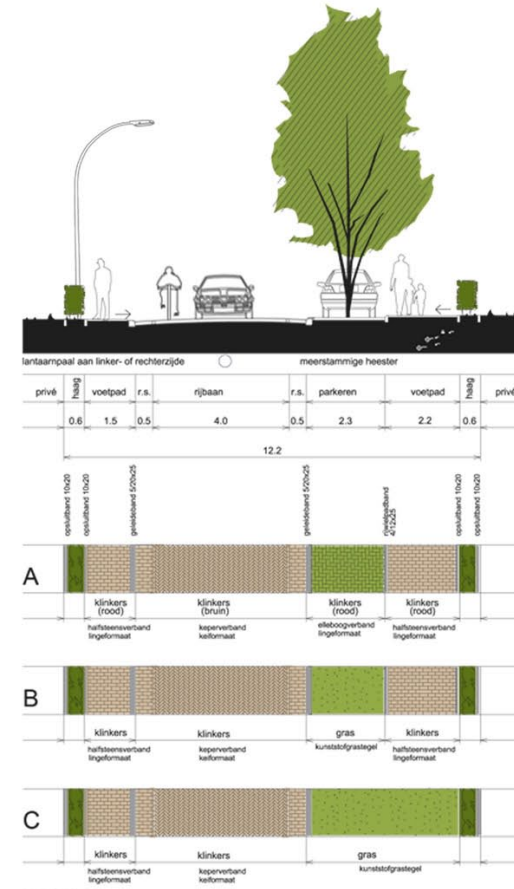 lantaarnpaal aan linker- of rechterzijde
meerstammige heester
privé haag voetpad r.s. rijbaan r.s. parkeren voetpad haag privé
0.6 1.5 0.5 4.0 0.5 2.3 2.2 0.6
12.2
opsluitband 10x20
opsluitband 10x20
geleideband 5/20x25
geleideband 5/20x25
rijwielpadband
4/12x25
opsluitband 10x20
opsluitband 10x20
A
klinkers
(rood)
halfsteensverband
lingeformaat
klinkers
(bruin)
keperverband
keiformaat
klinkers
(rood)
elleboogverband
lingeformaat
klinkers
(rood)
halfsteensverband
lingeformaat
B
klinkers
halfsteensverband
lingeformaat
klinkers
keperverband
keiformaat
gras
kunststofgrastegel
klinkers
halfsteensverband
lingeformaat
C
klinkers
halfsteensverband
lingeformaat
klinkers
keperverband
keiformaat
gras
kunststofgrastegel